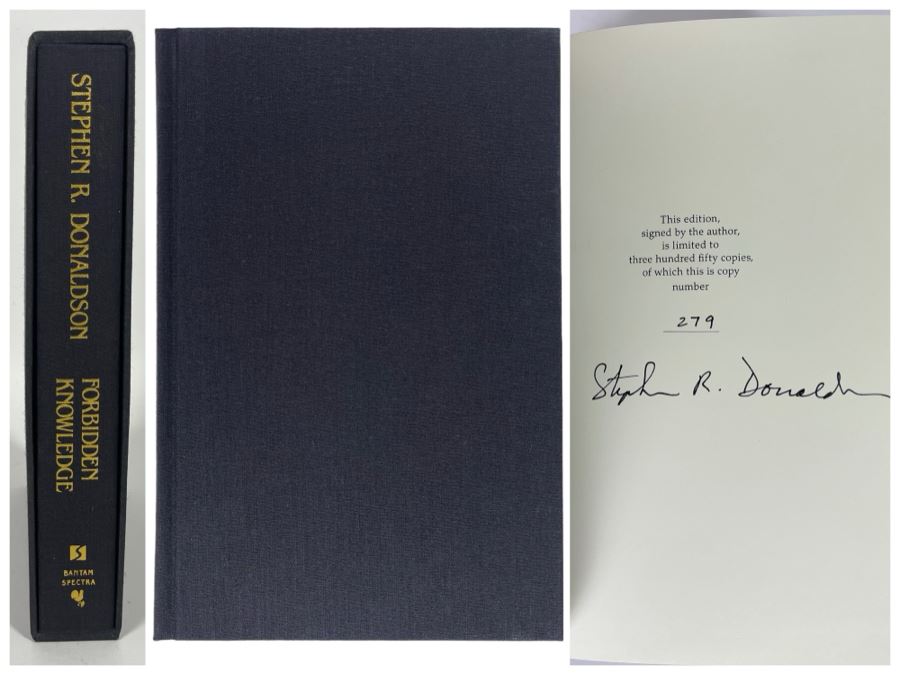 STEPHEN R. DONALDSON
FORBIDDEN
KNOWLEDGE
BANTAM
SPECTRA
This edition,
signed by the author,
is limited to
three hundred fifty copies,
of which this is copy
number
279
Stephen R. Donaldson